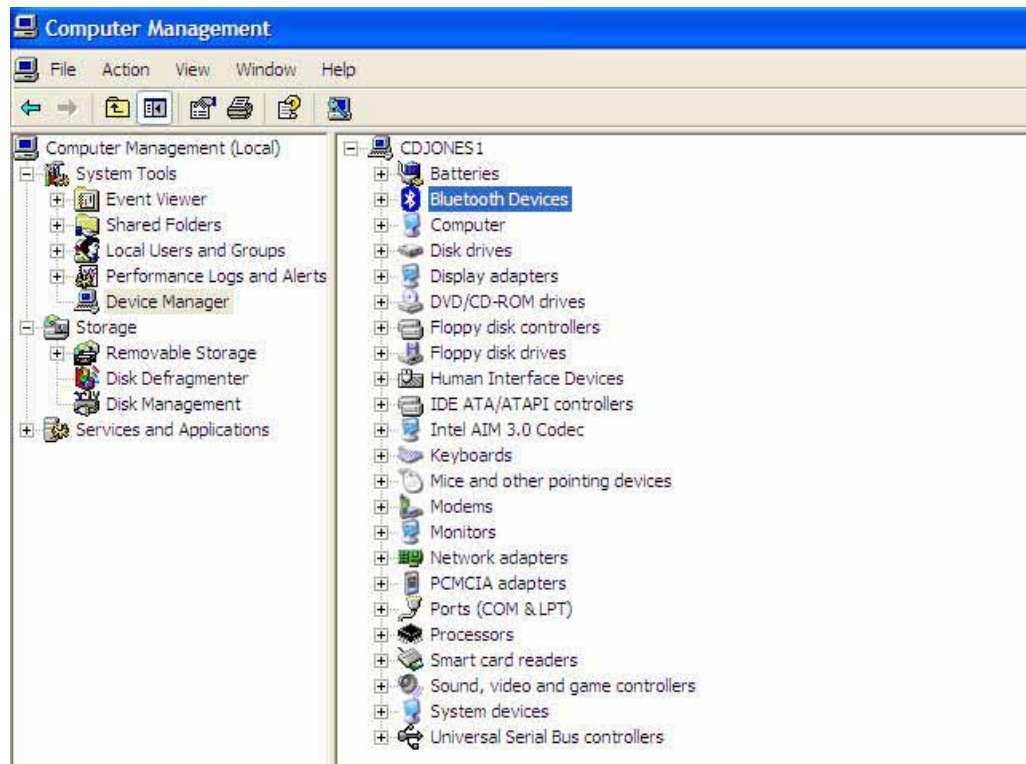 Computer Management
File Action View Window Help
Computer Management (Local)
System Tools
Event Viewer
Shared Folders
Local Users and Groups
Performance Logs and Alerts
Device Manager
Storage
Removable Storage
Disk Defragmenter
Disk Management
Services and Applications
CDJONES1
Batteries
Bluetooth Devices
Computer
Disk drives
Display adapters
DVD/CD-ROM drives
Floppy disk controllers
Floppy disk drives
Human Interface Devices
IDE ATA/ATAPI controllers
Intel AIM 3.0 Codec
Keyboards
Mice and other pointing devices
Modems
Monitors
Network adapters
PCMCIA adapters
Ports (COM & LPT)
Processors
Smart card readers
Sound, video and game controllers
System devices
Universal Serial Bus controllers